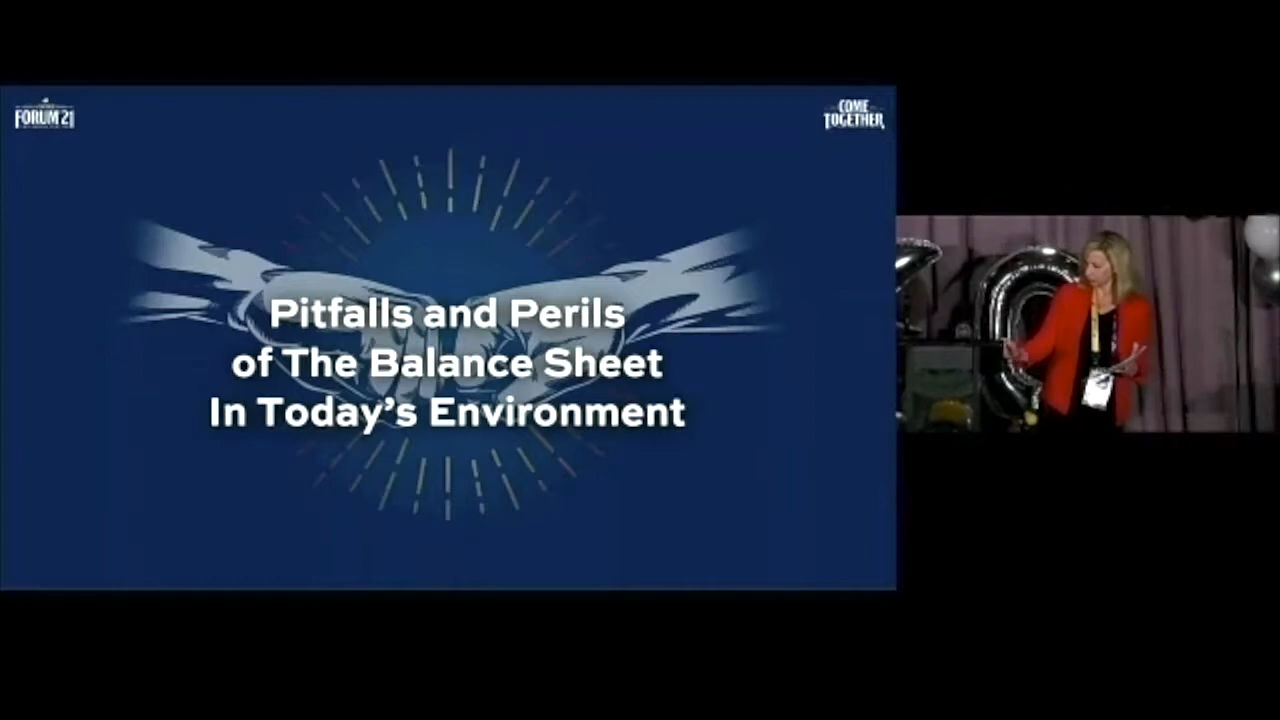 FORUM 21
COME
TOGETHER
Pitfalls and Perils
of The Balance Sheet
In Today’s Environment